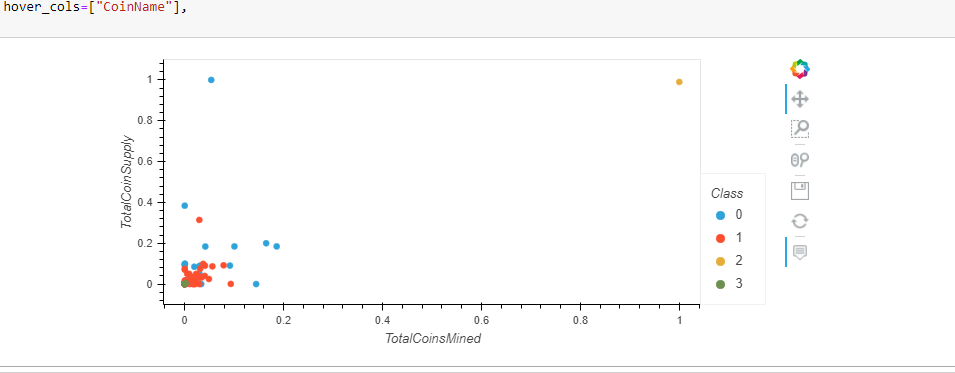 hover_cols=["CoinName"],
1
0.8
0.6
0.4
0.2
0
TotalCoinSupply
0 0.2 0.4 0.6 0.8 1
TotalCoinsMined
Class
0
1
2
3